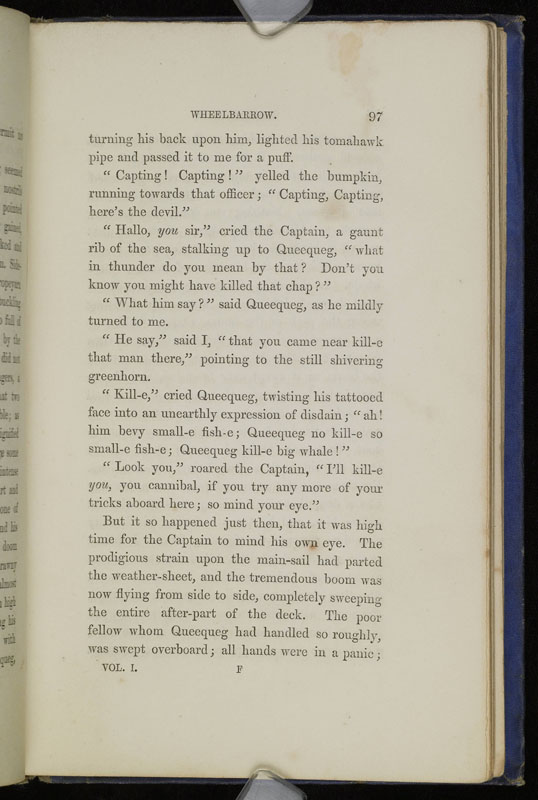 WHEELBARROW. 97
turning his back upon him, lighted his tomahawk
pipe and passed it to me for a puff.
“ Capting! Capting!” yelled the bumpkin,
running towards that officer; “ Capting, Capting,
here’s the devil.”
“ Hallo, you sir,” cried the Captain, a gaunt
rib of the sea, stalking up to Queequeg, “ what
in thunder do you mean by that? Don’t you
know you might have killed that chap?”
“ What him say?” said Queequeg, as he mildly
turned to me.
“ He say,” said I, “ that you came near kill-e
that man there,” pointing to the still shivering
greenhorn.
“ Kill-e,” cried Queequeg, twisting his tattooed
face into an unearthly expression of disdain; “ ah!
him bevy small-e fish-e; Queequeg no kill-e so
small-e fish-e; Queequeg kill-e big whale!”
“ Look you,” roared the Captain, “ I’ll kill-e
you, you cannibal, if you try any more of your
tricks aboard here; so mind your eye.”
But it so happened just then, that it was high
time for the Captain to mind his own eye. The
prodigious strain upon the main-sail had parted
the weather-sheet, and the tremendous boom was
now flying from side to side, completely sweeping
the entire after-part of the deck. The poor
fellow whom Queequeg had handled so roughly,
was swept overboard; all hands were in a panic;
VOL. I. F